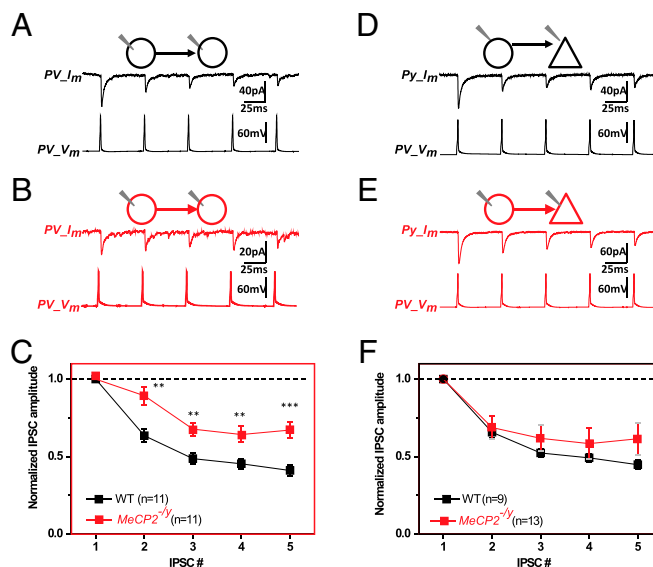 A
PV_Im
40pA
25ms
60mV
PV_Vm
B
PV_Im
20pA
25ms
60mV
PV_Vm
C
Normalized IPSC amplitude
1.0
0.5
0.0
** ** ** ***
WT (n=11)
MeCP2-/y (n=11)
1 2 3 4 5
IPSC #
D
Py_Im
40pA
25ms
60mV
PV_Vm
E
Py_Im
60pA
25ms
60mV
PV_Vm
F
Normalized IPSC amplitude
1.0
0.5
0.0
WT (n=9)
MeCP2-/y (n=13)
1 2 3 4 5
IPSC #